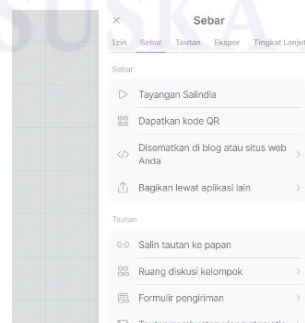 SUSKA
Sebar
Izin Sebar Tautan Ekspor Tingkat Lanjut
Sebar
Tayangan Salindia
Dapatkan kode QR
Disematkan di blog atau situs web
Anda
Bagikan lewat aplikasi lain
Tautan
Salin tautan ke papan
Ruang diskusi kelompok
Formulir pengiriman